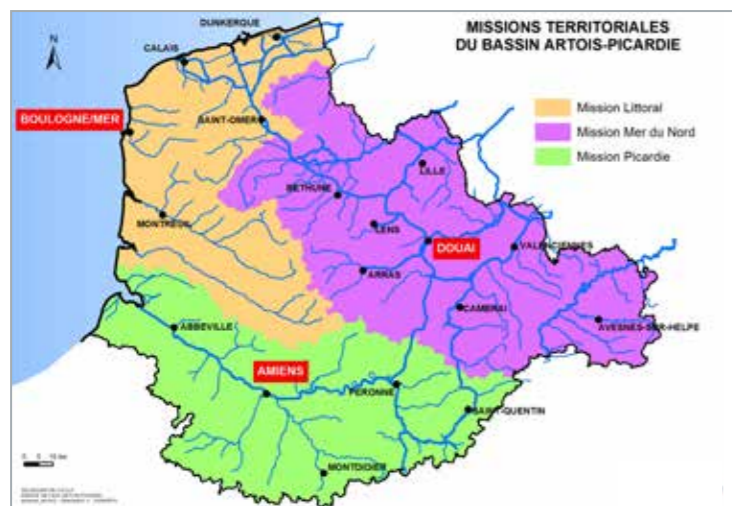 MISSIONS TERRITORIALES
DU BASSIN ARTOIS-PICARDIE
N
DUNKERQUE
CALAIS
BOULOGNE/MER
SAINT-OMER
Mission Littoral
Mission Mer du Nord
Mission Picardie
LILLE
BETHUNE
MONTREUIL
LENS
DOUAI
VALENCIENNES
ARRAS
CAMBRAI
AVESNES-SUR-HELPE
ABBEVILLE
AMIENS
PERONNE
SAINT-QUENTIN
MONTDIDIER